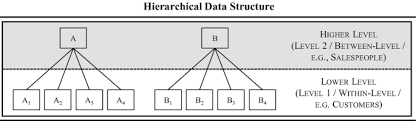 Hierarchical Data Structure
A
B
HIGHER LEVEL
(LEVEL 2 / BETWEEN-LEVEL /
E.G., SALESPEOPLE)
A1 A2 A3 A4
B1 B2 B3 B4
LOWER LEVEL
(LEVEL 1 / WITHIN-LEVEL /
E.G. CUSTOMERS)